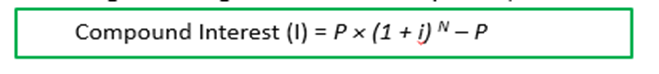 Compound Interest (I) = P × (1 + i) ᴺ – P